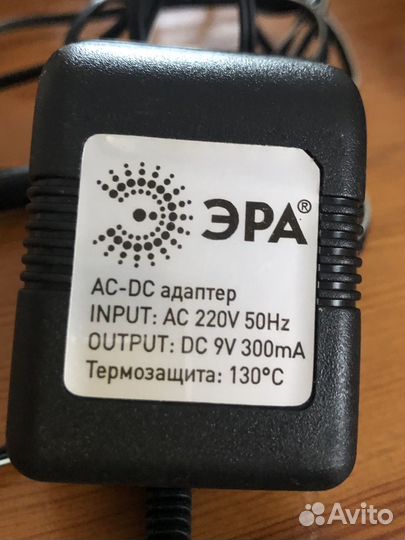 ЭРА®
AC-DC адаптер
INPUT: AC 220V 50Hz
OUTPUT: DC 9V 300mA
Термозащита: 130°C
Avito